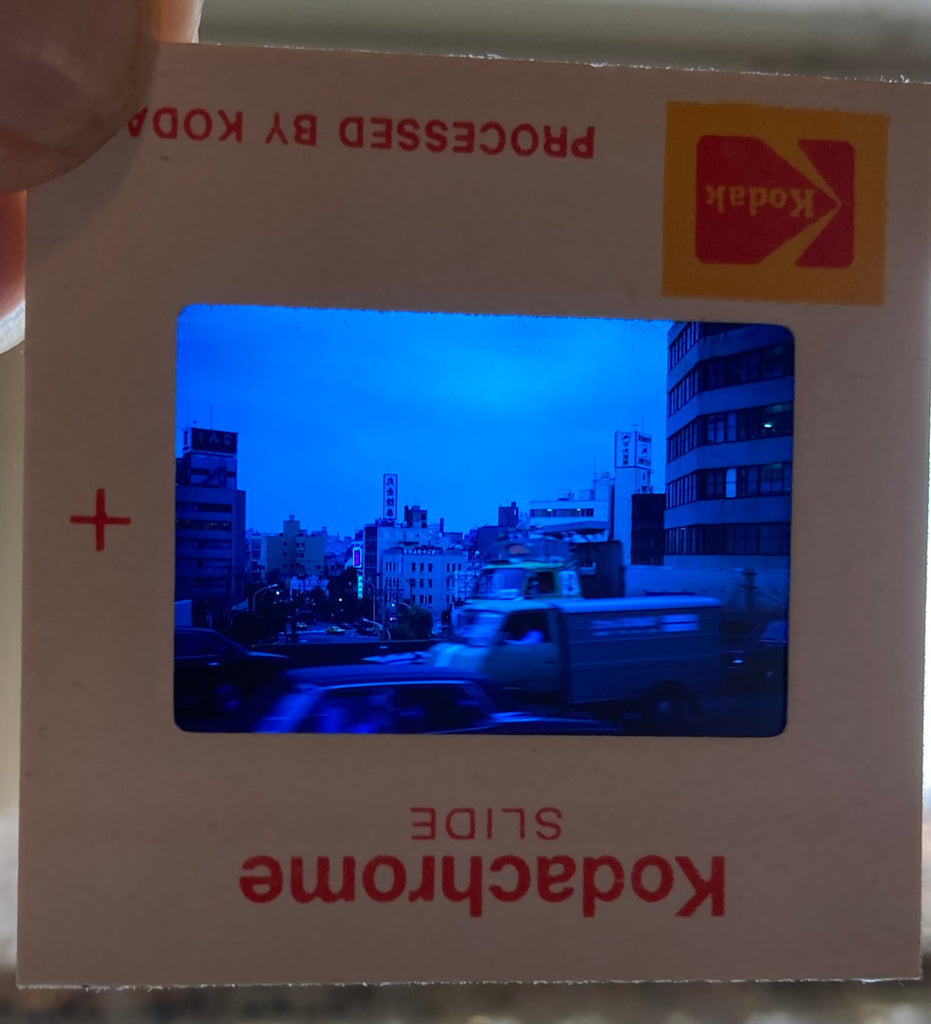 PROCESSED BY KODA
Kodak
SLIDE
Kodachrome